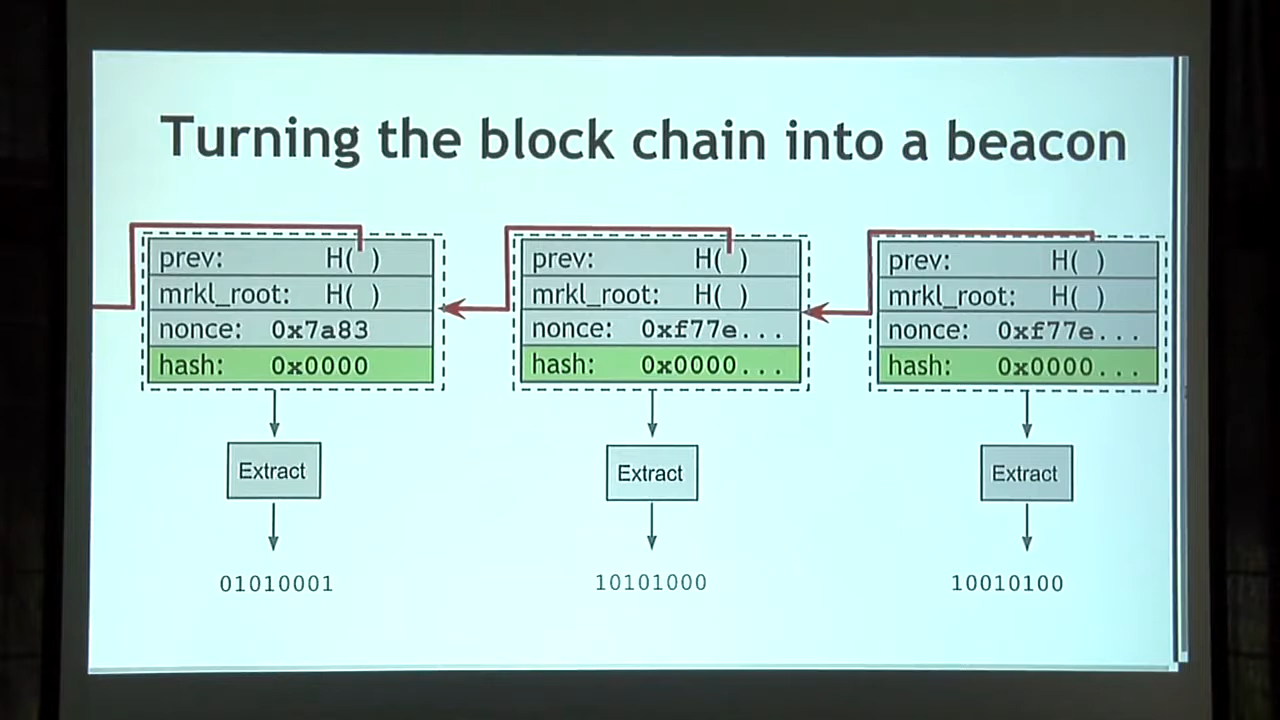 Turning the block chain into a beacon
prev: H( )
mrkl_root: H( )
nonce: 0x7a83
hash: 0x0000
prev: H( )
mrkl_root: H( )
nonce: 0xf77e...
hash: 0x0000...
prev: H( )
mrkl_root: H( )
nonce: 0xf77e...
hash: 0x0000...
Extract
Extract
Extract
01010001
10101000
10010100